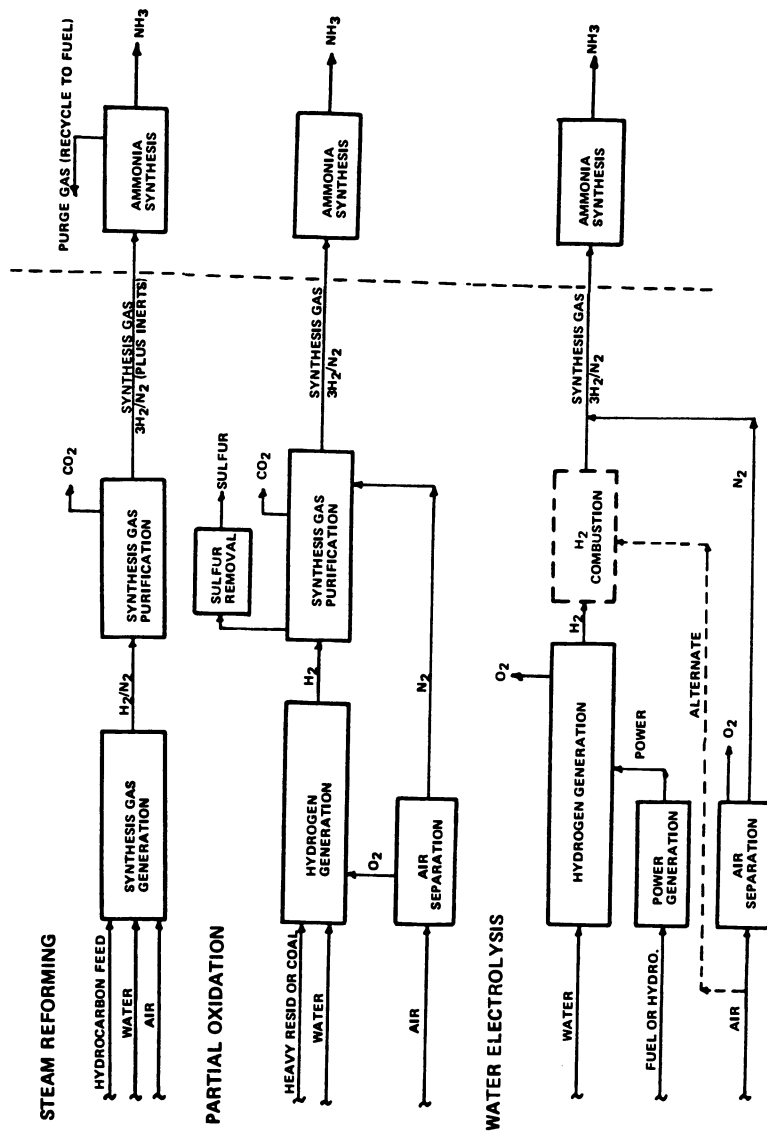 STEAM REFORMING
HYDROCARBON FEED
WATER
AIR
SYNTHESIS GAS
GENERATION
H2/N2
SYNTHESIS GAS
PURIFICATION
CO2
SYNTHESIS GAS
3H2/N2 (PLUS INERTS)
PURGE GAS (RECYCLE TO FUEL)
AMMONIA
SYNTHESIS
NH3
PARTIAL OXIDATION
HEAVY RESID OR COAL
WATER
AIR
HYDROGEN
GENERATION
O2
AIR
SEPARATION
H2
N2
SULFUR
REMOVAL
SULFUR
CO2
SYNTHESIS GAS
PURIFICATION
SYNTHESIS GAS
3H2/N2
AMMONIA
SYNTHESIS
NH3
WATER ELECTROLYSIS
WATER
HYDROGEN GENERATION
O2
H2
H2
COMBUSTION
SYNTHESIS GAS
3H2/N2
AMMONIA
SYNTHESIS
NH3
FUEL OR HYDRO.
POWER
GENERATION
POWER
ALTERNATE
AIR
AIR SEPARATION
O2
N2